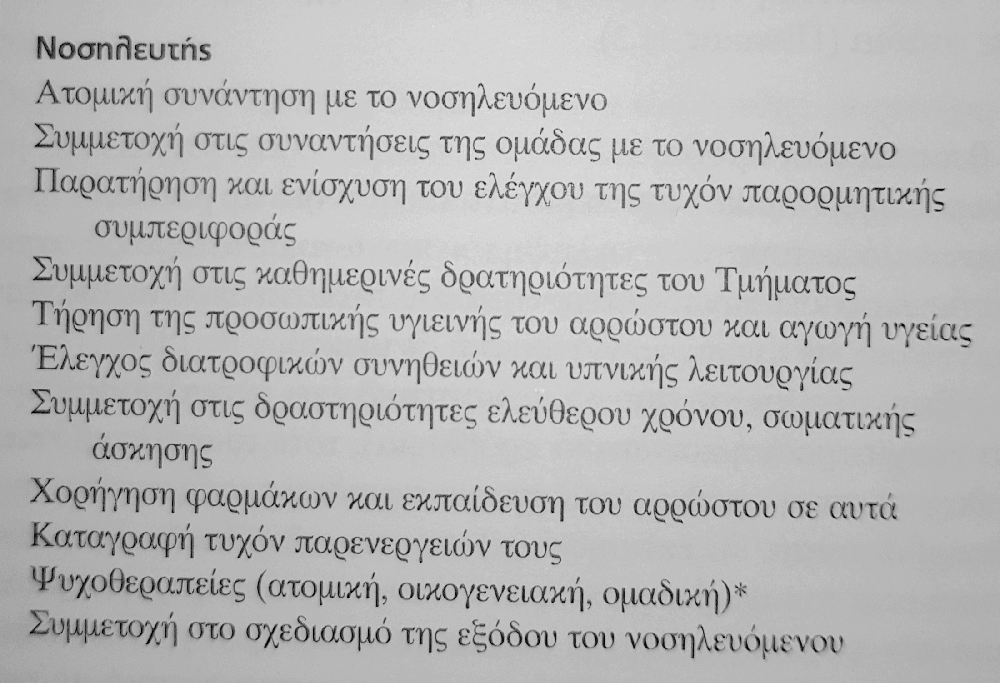 Νοσηλευτής
Ατομική συνάντηση με το νοσηλευόμενο
Συμμετοχή στις συναντήσεις της ομάδας με το νοσηλευόμενο
Παρατήρηση και ενίσχυση του ελέγχου της τυχόν παρορμητικής
συμπεριφοράς
Συμμετοχή στις καθημερινές δρατηριότητες του Τμήματος
Τήρηση της προσωπικής υγιεινής του αρρώστου και αγωγή υγείας
Έλεγχος διατροφικών συνηθειών και υπνικής λειτουργίας
Συμμετοχή στις δραστηριότητες ελεύθερου χρόνου, σωματικής
άσκησης
Χορήγηση φαρμάκων και εκπαίδευση του αρρώστου σε αυτά
Καταγραφή τυχόν παρενεργειών τους
Ψυχοθεραπείες (ατομική, οικογενειακή, ομαδική)*
Συμμετοχή στο σχεδιασμό της εξόδου του νοσηλευόμενου